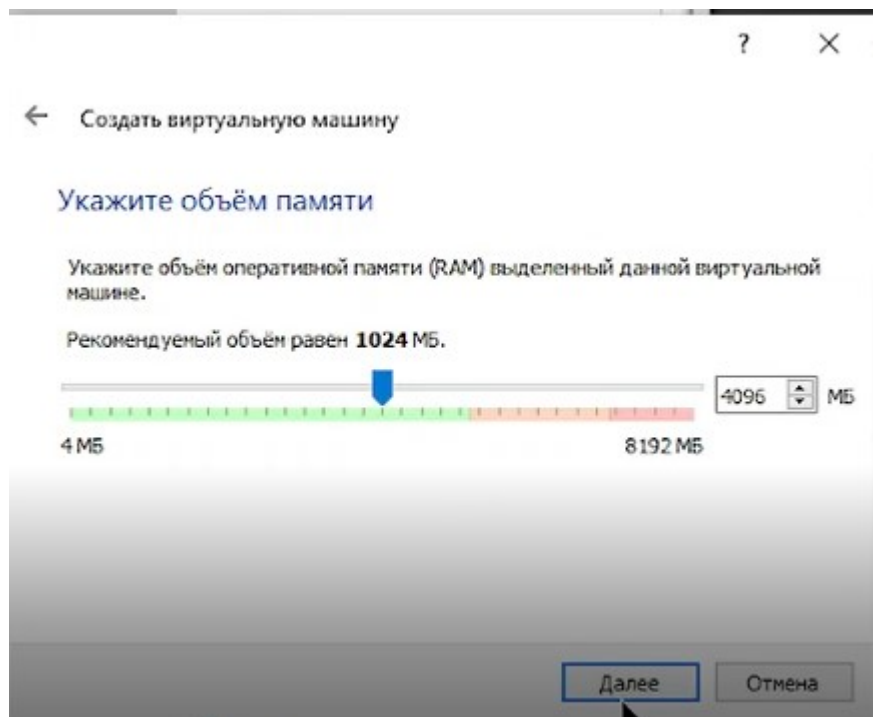 ?
Создать виртуальную машину
Укажите объём памяти
Укажите объём оперативной памяти (RAM) выделенный данной виртуальной
машине.
Рекомендуемый объём равен 1024 МБ.
4096 МБ
4 МБ 8192 МБ
Далее Отмена